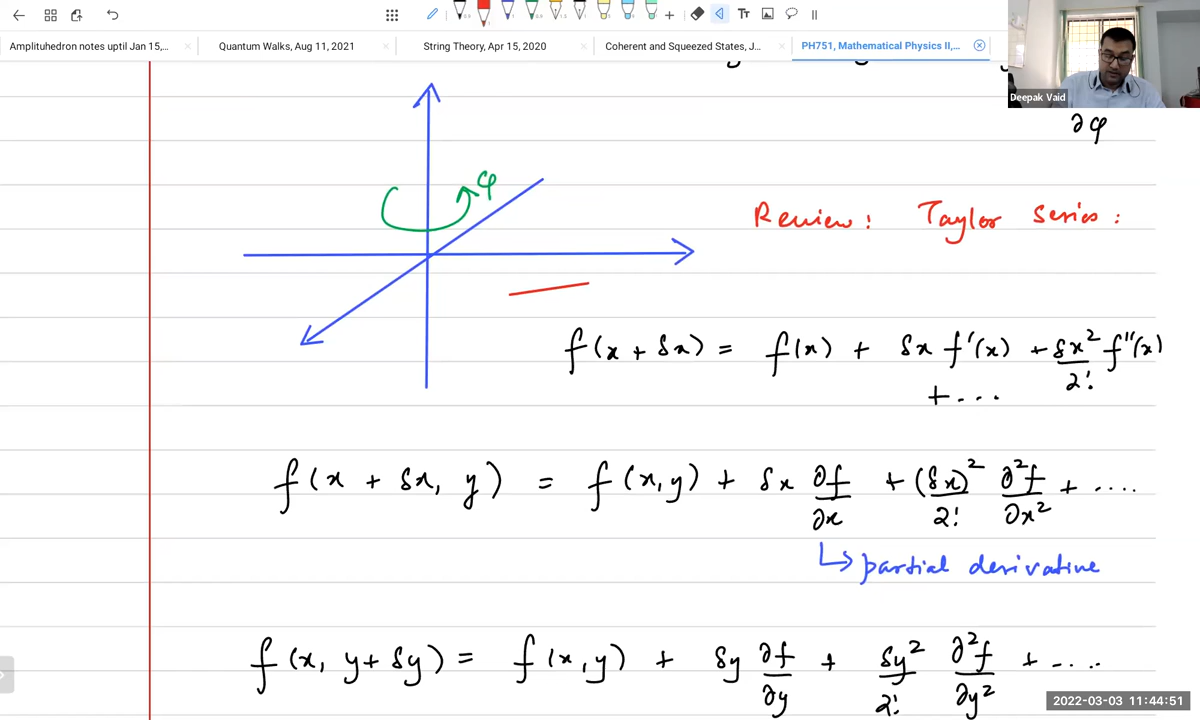 Amplituhedron notes uptil Jan 15,...
Quantum Walks, Aug 11, 2021
String Theory, Apr 15, 2020
Coherent and Squeezed States, J...
PH751, Mathematical Physics II,...
Deepak Vaid
∂φ
φ
Review: Taylor Series:
f(x + δx) = f(x) + δx f'(x) + δx²/2! f''(x)
+ ...
f(x + δx, y) = f(x,y) + δx ∂f/∂x + (δx)²/2! ∂²f/∂x² + ....
↳ partial derivative
f(x, y + δy) = f(x,y) + δy ∂f/∂y + δy²/2! ∂²f/∂y² + ....
2022-03-03 11:44:51